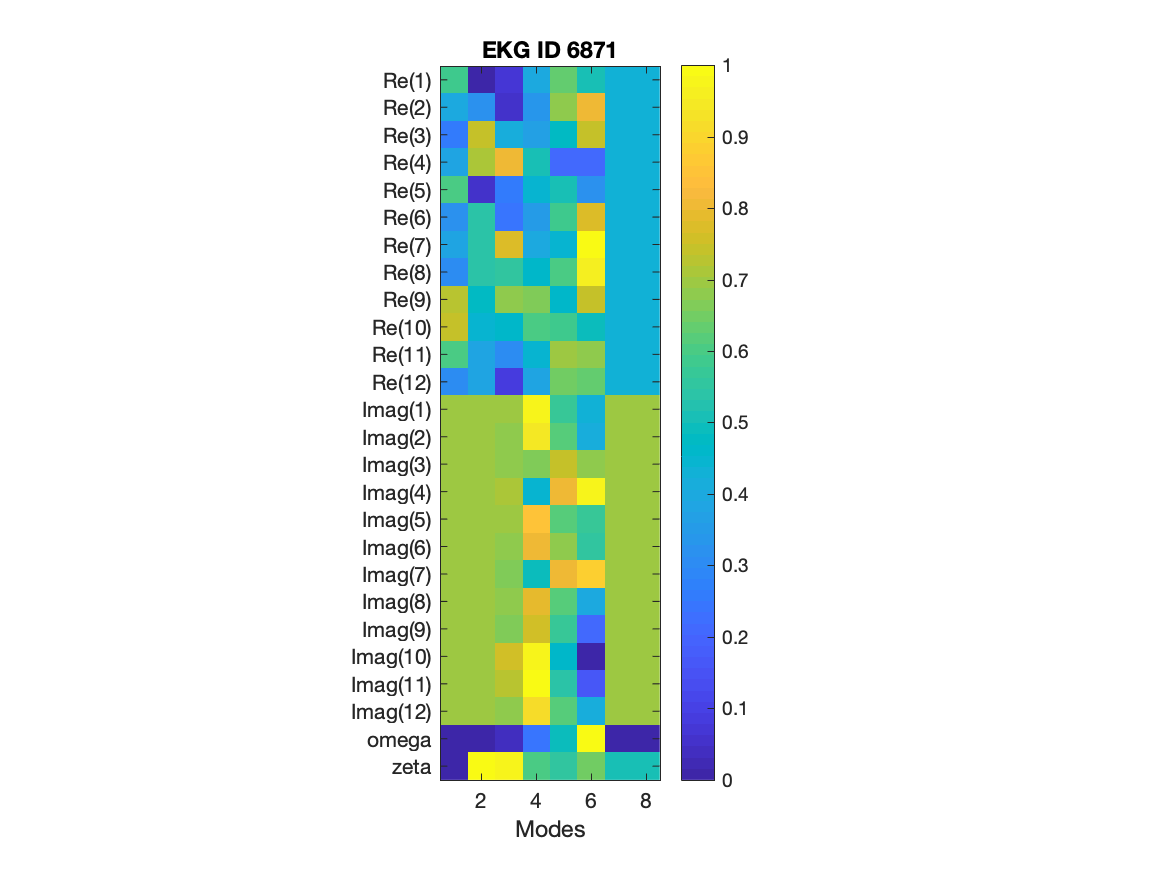 EKG ID 6871
Re(1)
Re(2)
Re(3)
Re(4)
Re(5)
Re(6)
Re(7)
Re(8)
Re(9)
Re(10)
Re(11)
Re(12)
Imag(1)
Imag(2)
Imag(3)
Imag(4)
Imag(5)
Imag(6)
Imag(7)
Imag(8)
Imag(9)
Imag(10)
Imag(11)
Imag(12)
omega
zeta
2 4 6 8
Modes
1
0.9
0.8
0.7
0.6
0.5
0.4
0.3
0.2
0.1
0